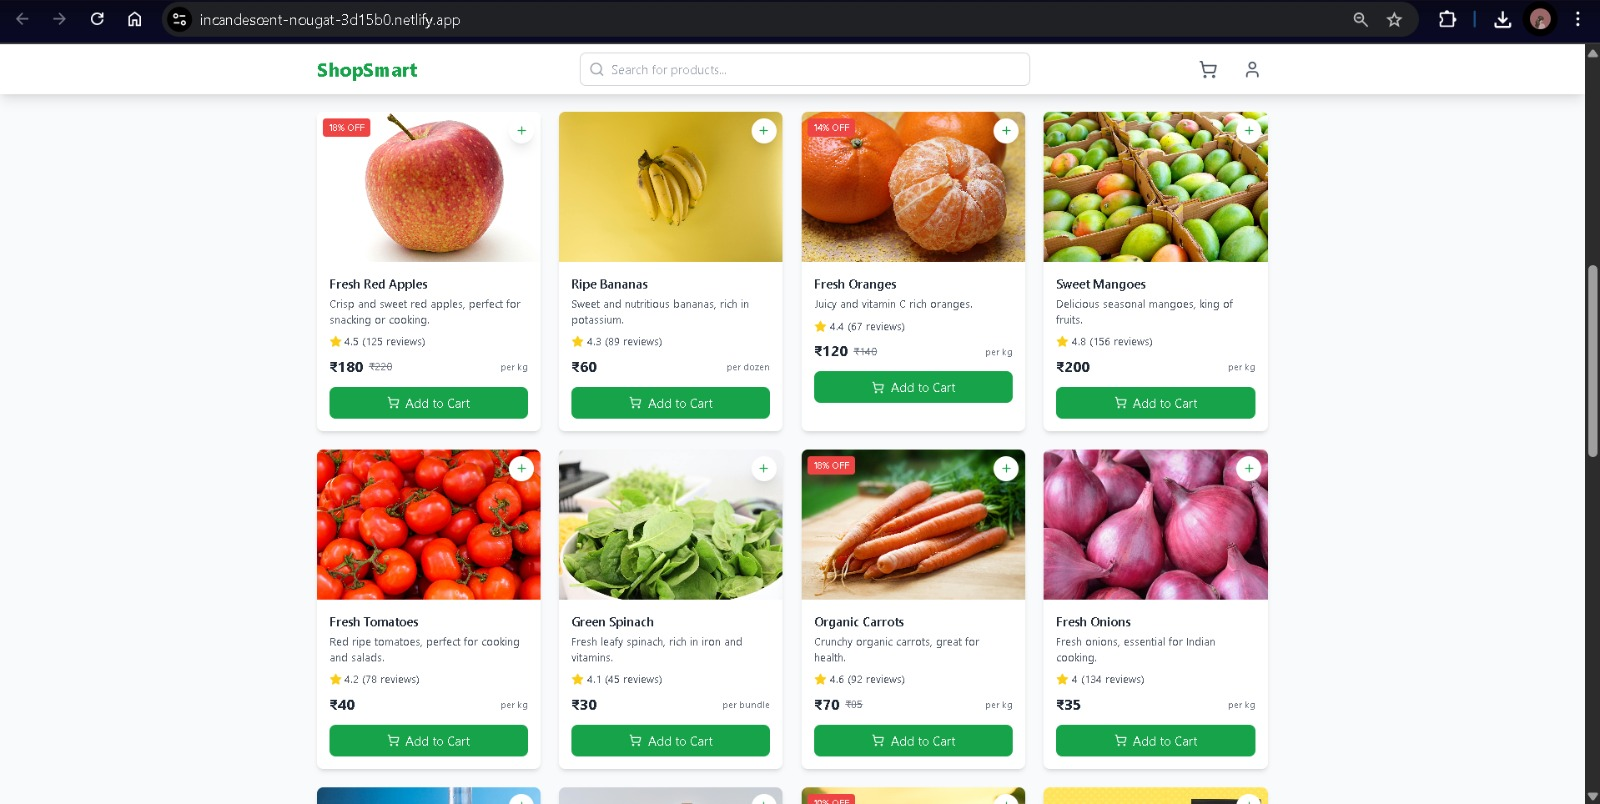 incandescent-nougat-3d15b0.netlify.app
ShopSmart
Search for products...
18% OFF
14% OFF
Fresh Red Apples
Crisp and sweet red apples, perfect for
snacking or cooking.
4.5 (125 reviews)
₹180 ₹220 per kg
Add to Cart
Ripe Bananas
Sweet and nutritious bananas, rich in
potassium.
4.3 (89 reviews)
₹60 per dozen
Add to Cart
Fresh Oranges
Juicy and vitamin C rich oranges.
4.4 (67 reviews)
₹120 ₹140 per kg
Add to Cart
Sweet Mangoes
Delicious seasonal mangoes, king of
fruits.
4.8 (156 reviews)
₹200 per kg
Add to Cart
18% OFF
Fresh Tomatoes
Red ripe tomatoes, perfect for cooking
and salads.
4.2 (78 reviews)
₹40 per kg
Add to Cart
Green Spinach
Fresh leafy spinach, rich in iron and
vitamins.
4.1 (45 reviews)
₹30 per bundle
Add to Cart
Organic Carrots
Crunchy organic carrots, great for
health.
4.6 (92 reviews)
₹70 ₹85 per kg
Add to Cart
Fresh Onions
Fresh onions, essential for Indian
cooking.
4 (134 reviews)
₹35 per kg
Add to Cart
10% OFF